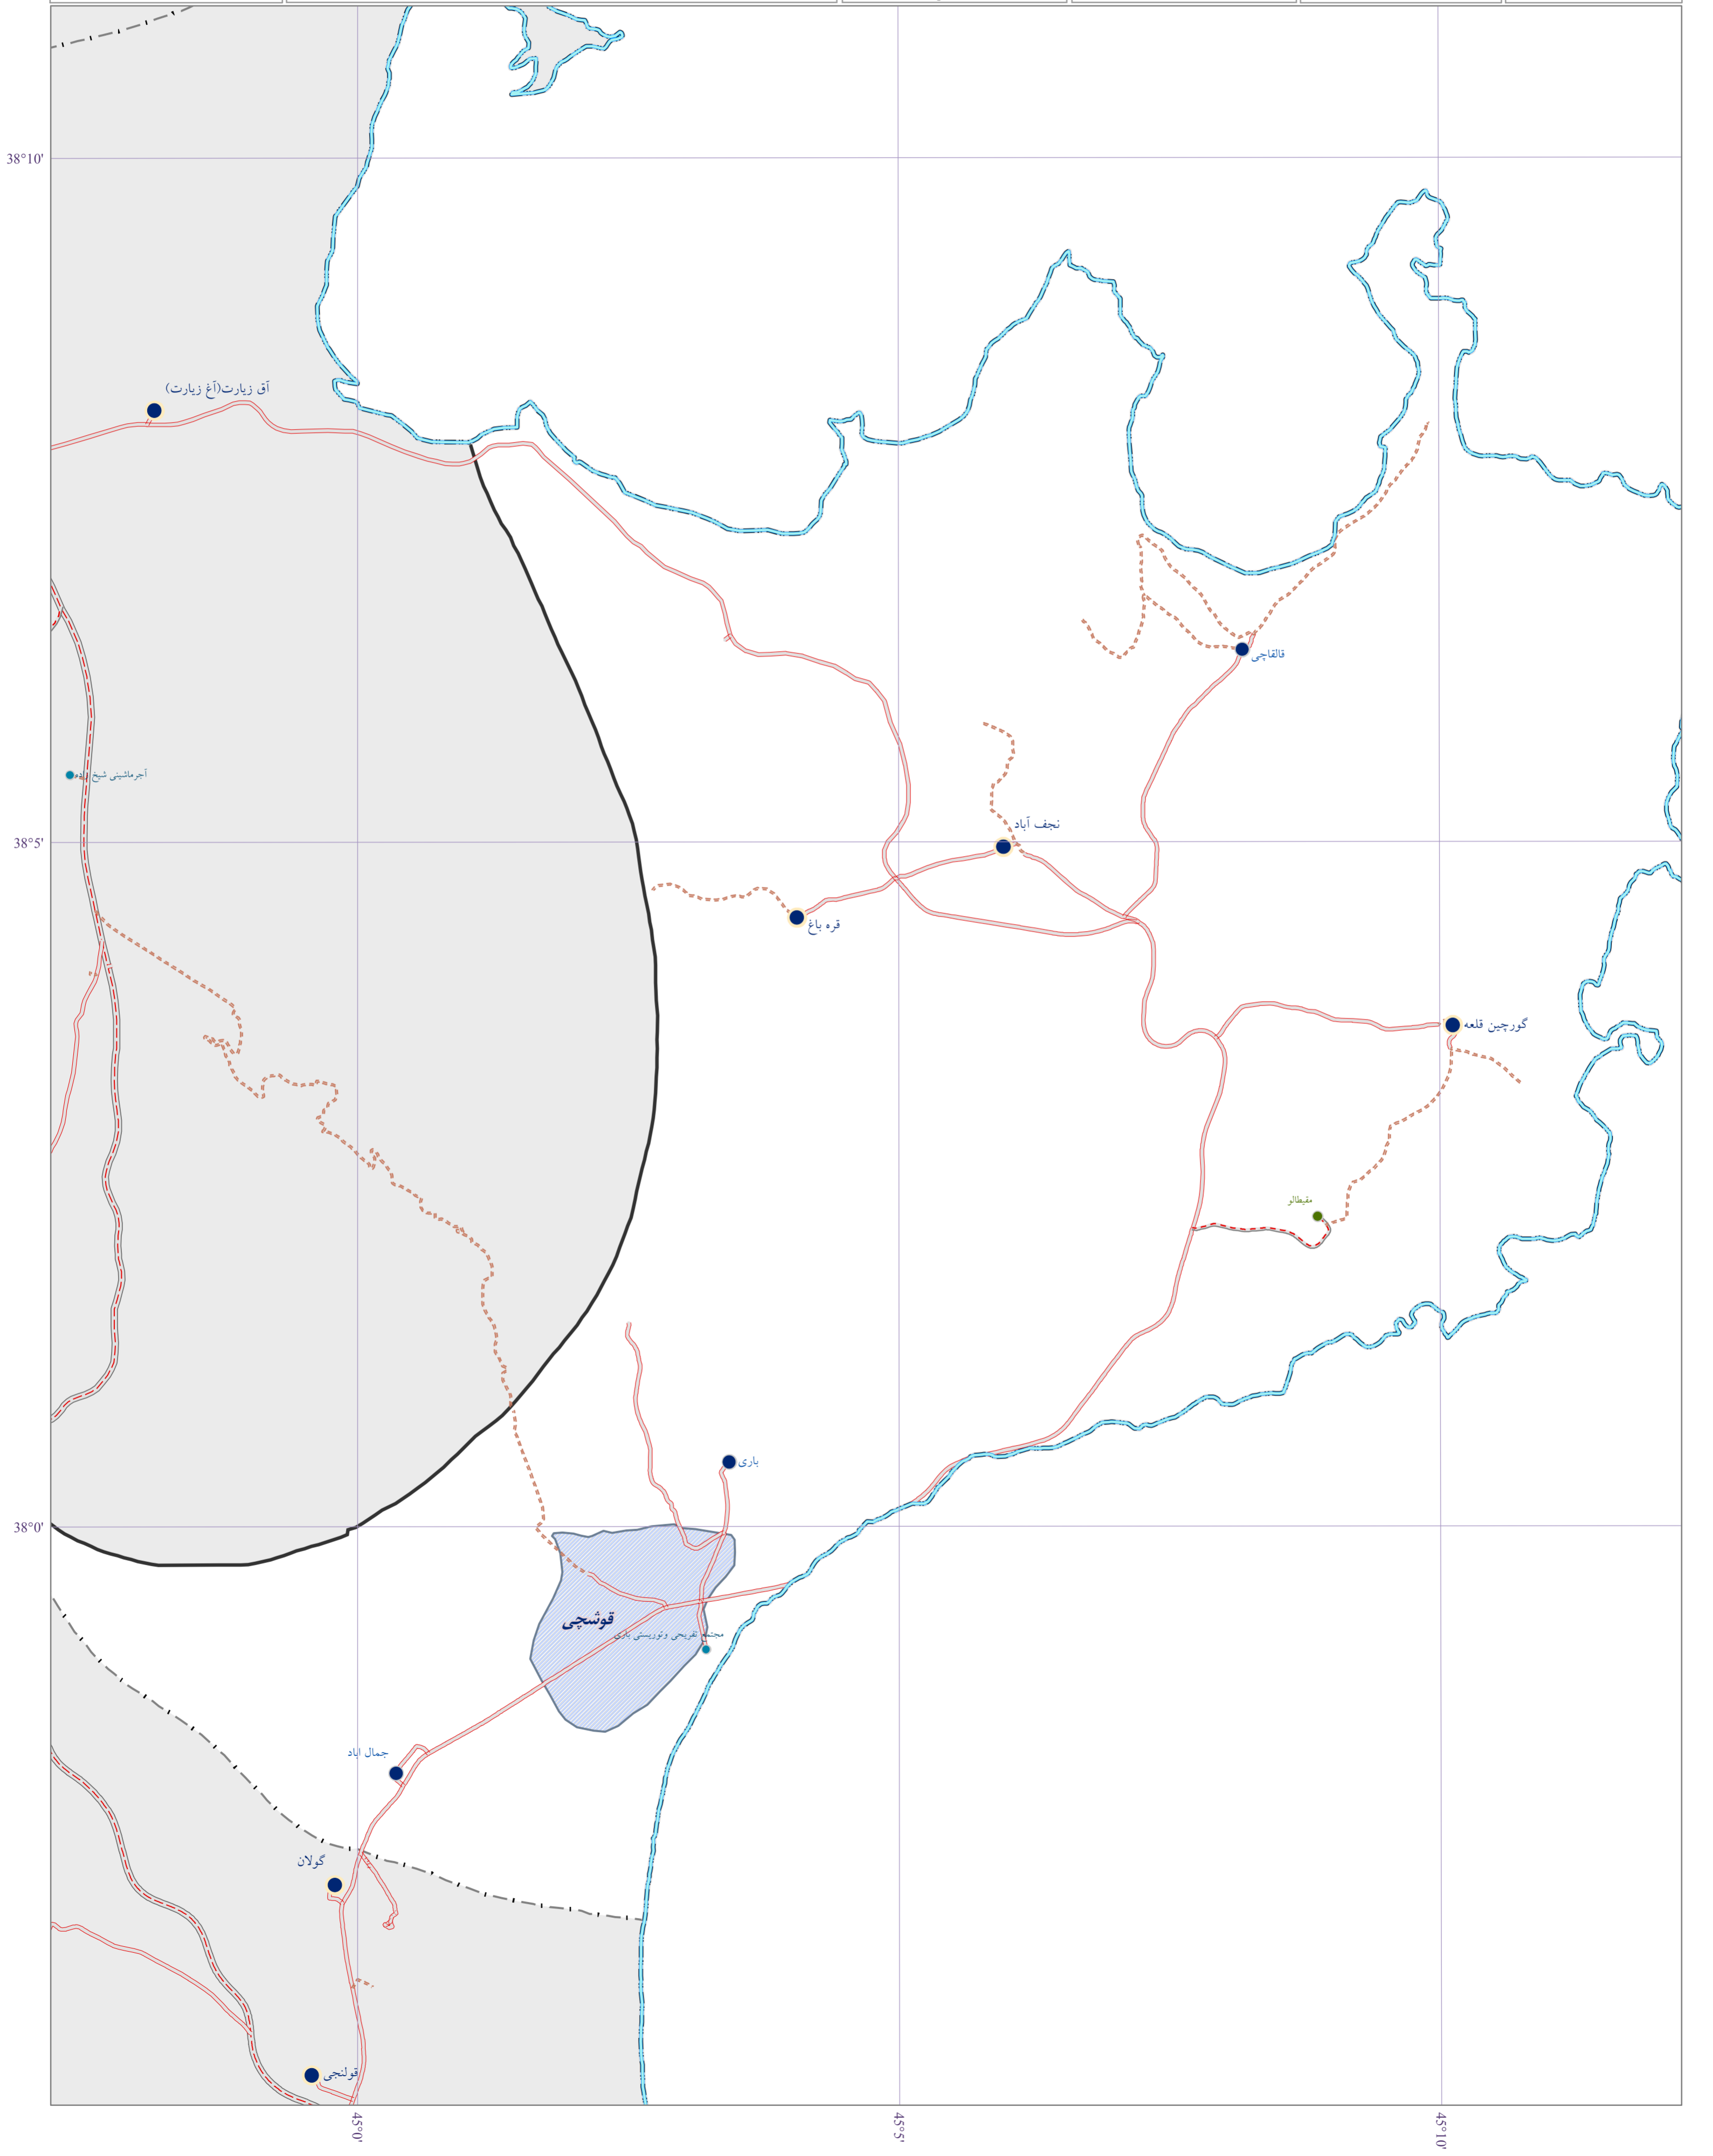 38°10'
آق زیارت(آغ زیارت)
قالقاچی
آجرماشینی شیخ
نجف آباد
38°5'
قره باغ
گورچین قلعه
مقیطالو
باری
38°0'
قوشچی
مجتمع تفریحی وتوریستی باری
جمال اباد
گولان
قولنجی
45°0'
45°5'
45°10'